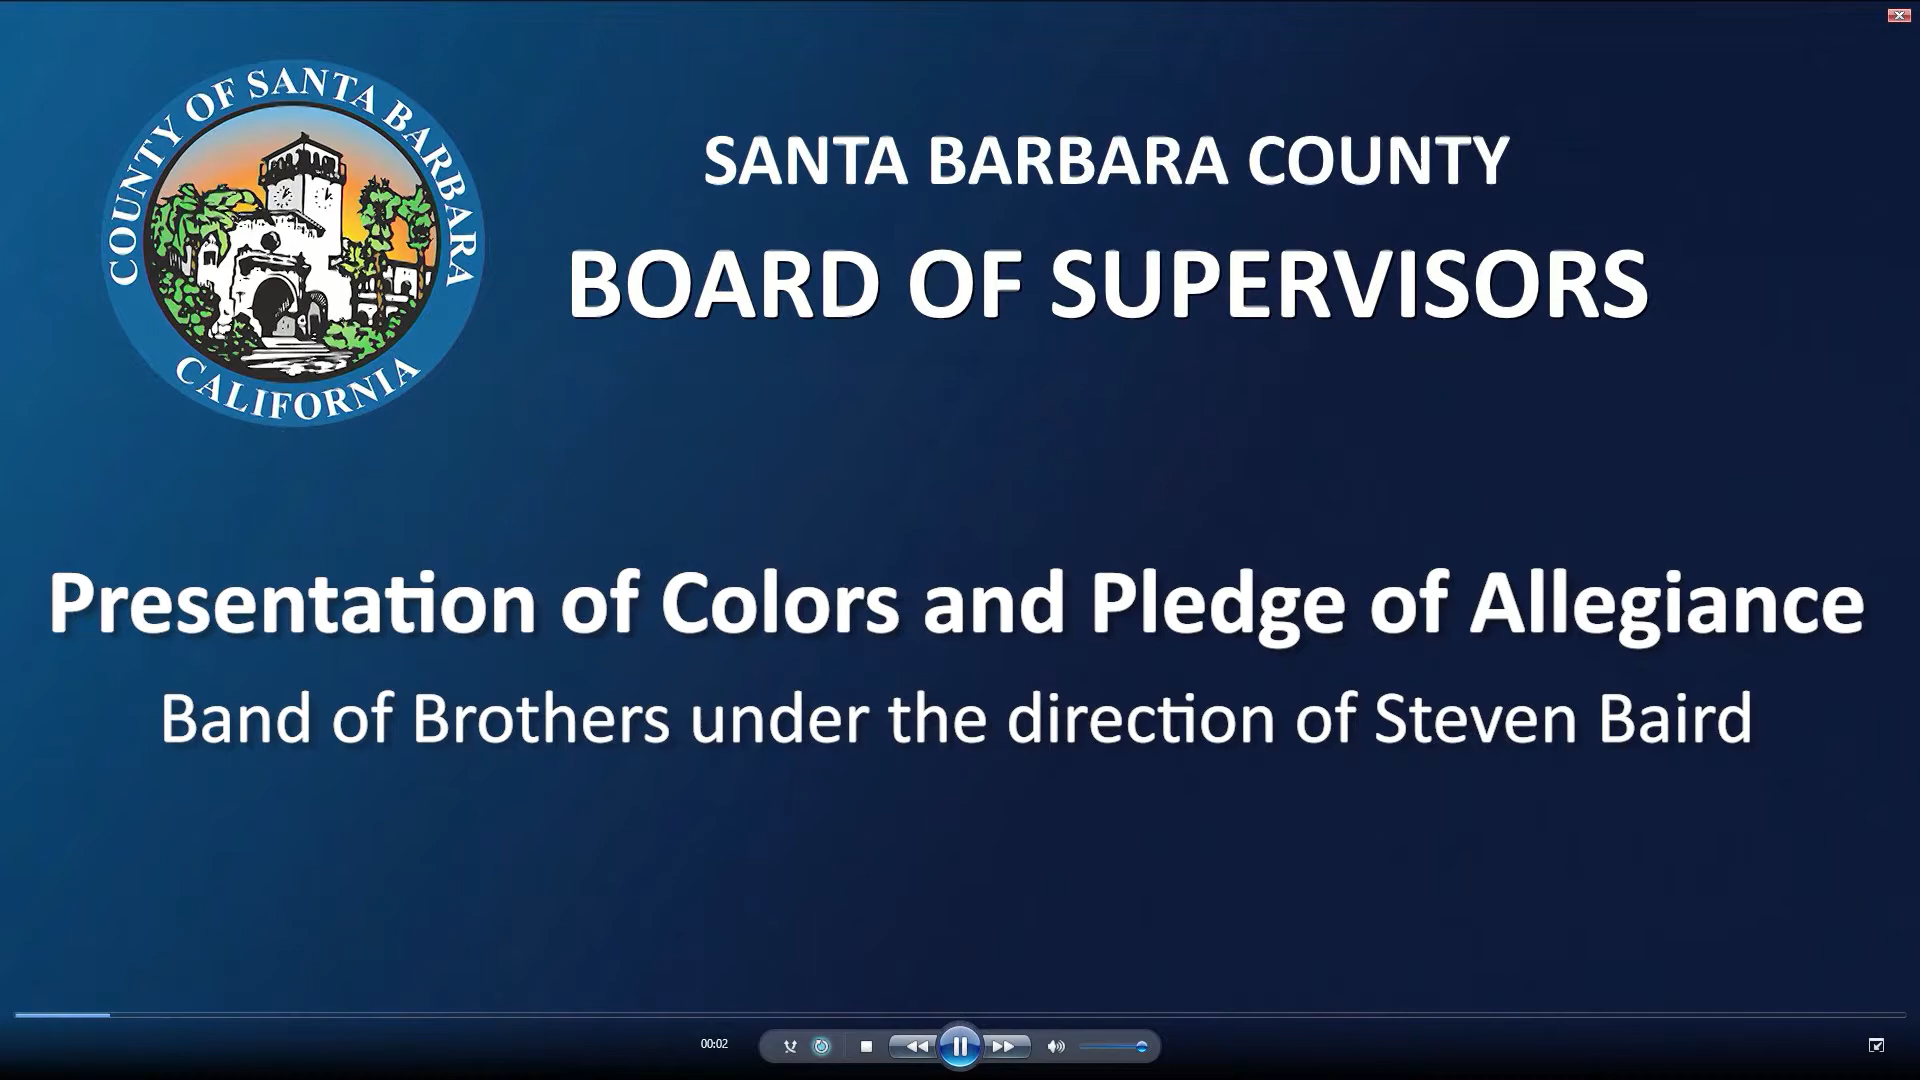 COUNTY OF SANTA BARBARA
CALIFORNIA
SANTA BARBARA COUNTY
BOARD OF SUPERVISORS
Presentation of Colors and Pledge of Allegiance
Band of Brothers under the direction of Steven Baird
00:02